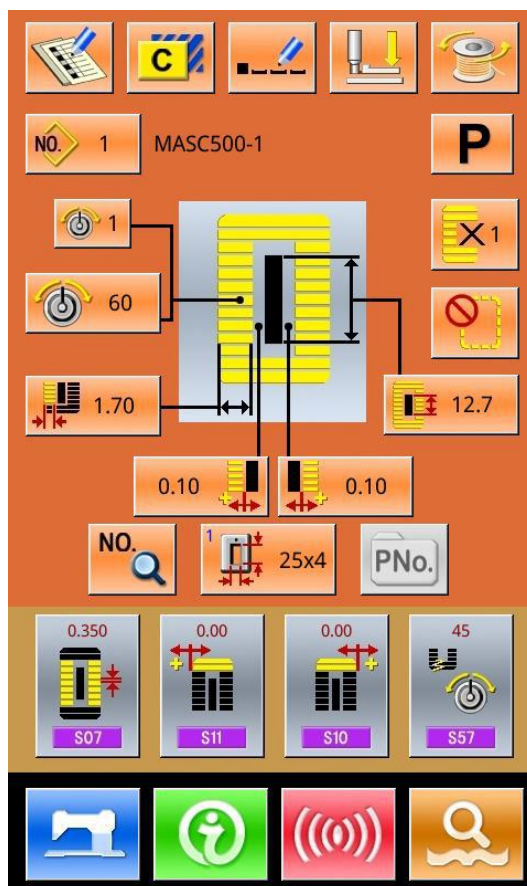 C
NO. 1 MASC500-1 P
1
X 1
60
1.70
12.7
0.10 0.10
NO.
1 25x4
PNo.
0.350 0.00 0.00 45
S07 S11 S10 S57